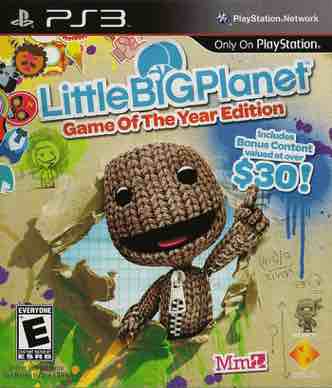 PS3
PlayStation®Network
Only On PlayStation®
LittleBIGPlanet™
Game Of The Year Edition
Includes
Bonus Content
valued at over
$30!
EVERYONE
E
ESRB
Mm